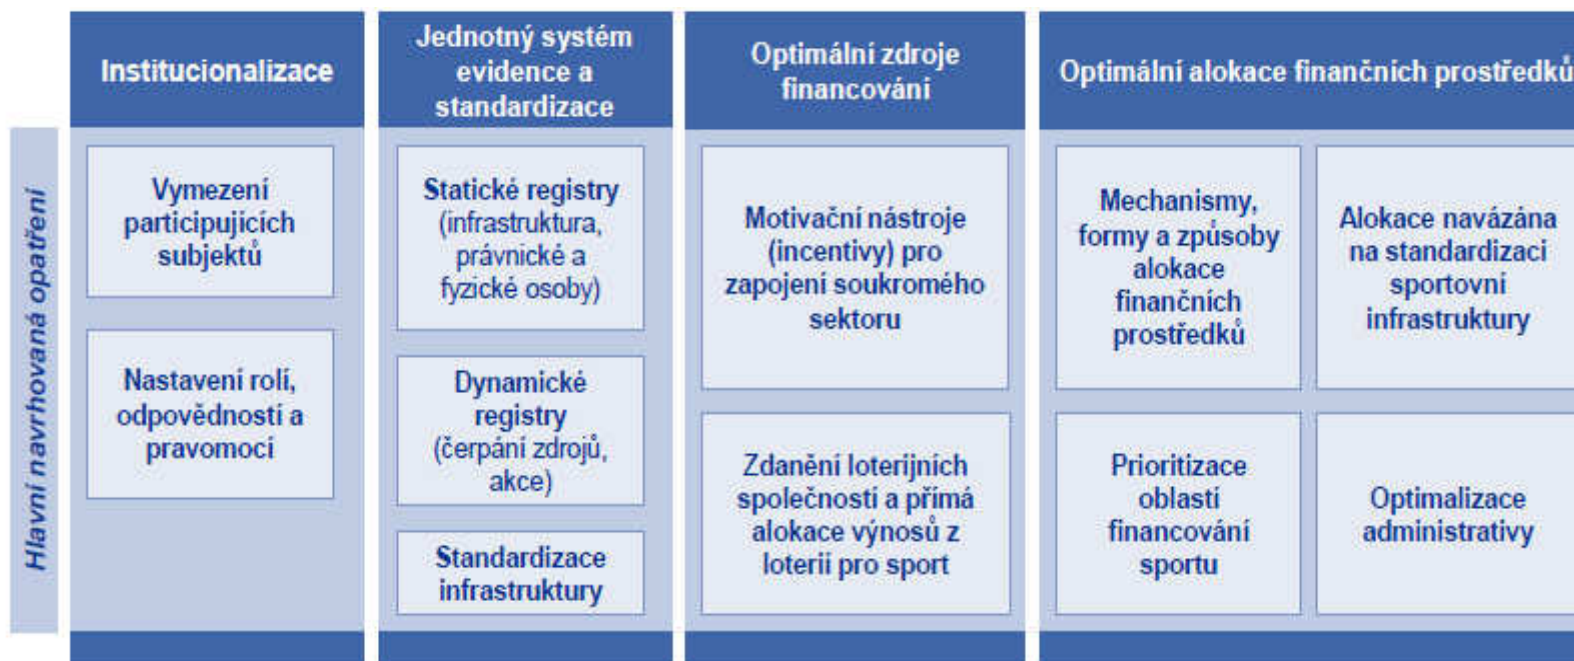 Institucionalizace
Jednotný systém
evidence a
standardizace
Optimální zdroje
financování
Optimální alokace finančních prostředků
Hlavní navrhovaná opatření
Vymezení
participujících
subjektů
Nastavení rolí,
odpovědností a
pravomocí
Statické registry
(infrastruktura,
právnické a
fyzické osoby)
Dynamické
registry
(čerpání zdrojů,
akce)
Standardizace
infrastruktury
Motivační nástroje
(incentivy) pro
zapojení soukromého
sektoru
Zdanění loterijních
společností a přímá
alokace výnosů z
loterií pro sport
Mechanismy,
formy a způsoby
alokace
finančních
prostředků
Alokace navázána
na standardizaci
sportovní
infrastruktury
Prioritizace
oblastí
financování
sportu
Optimalizace
administrativy